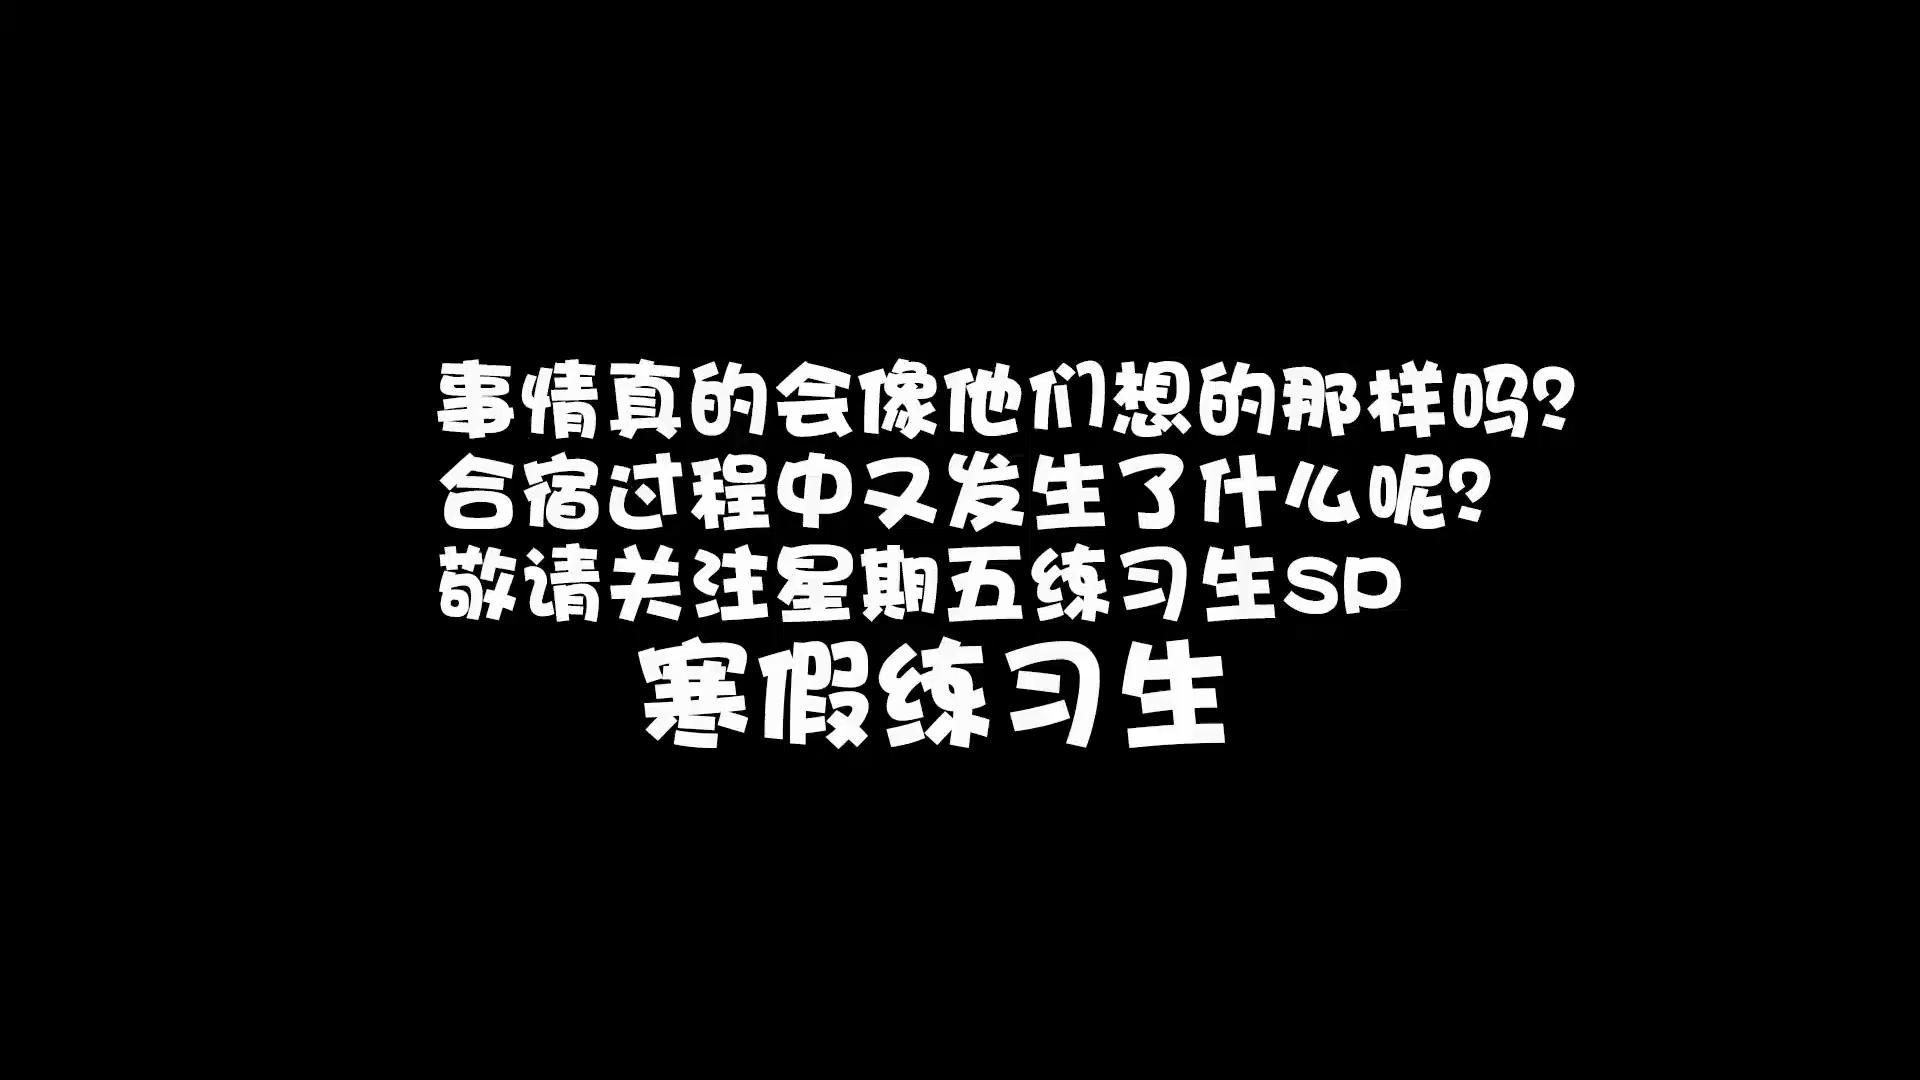 事情真的会像他们想的那样吗?
合宿过程中又发生了什么呢?
敬请关注星期五练习生SP
寒假练习生